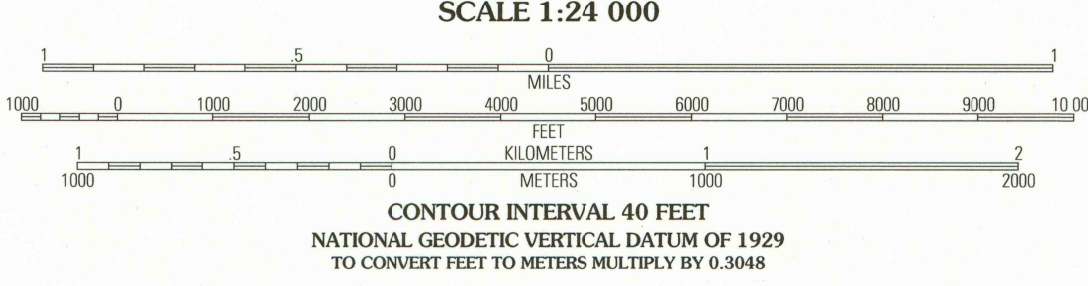 SCALE 1:24 000
1 .5 0 1
MILES
1000 0 1000 2000 3000 4000 5000 6000 7000 8000 9000 10 00
FEET
1 .5 0 KILOMETERS 1 2
1000 0 METERS 1000 2000
CONTOUR INTERVAL 40 FEET
NATIONAL GEODETIC VERTICAL DATUM OF 1929
TO CONVERT FEET TO METERS MULTIPLY BY 0.3048